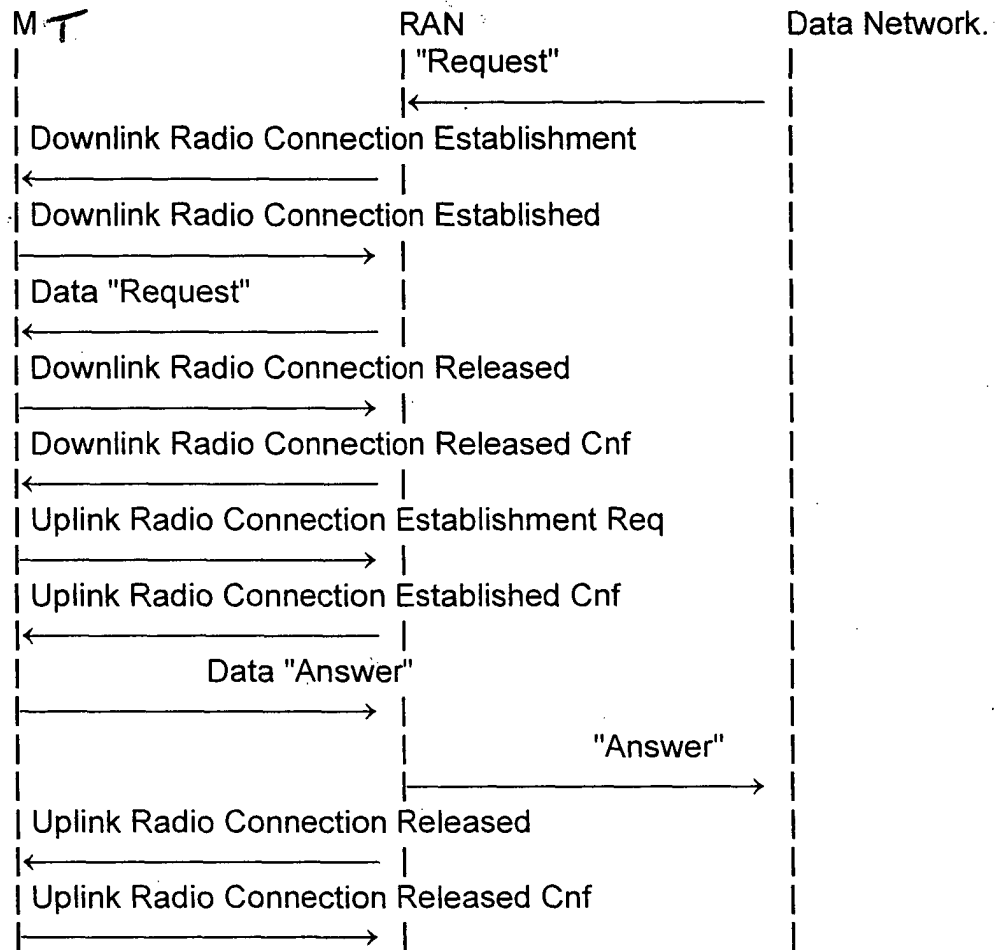 MT RAN Data Network.
"Request"
Downlink Radio Connection Establishment
Downlink Radio Connection Established
Data "Request"
Downlink Radio Connection Released
Downlink Radio Connection Released Cnf
Uplink Radio Connection Establishment Req
Uplink Radio Connection Established Cnf
Data "Answer"
"Answer"
Uplink Radio Connection Released
Uplink Radio Connection Released Cnf